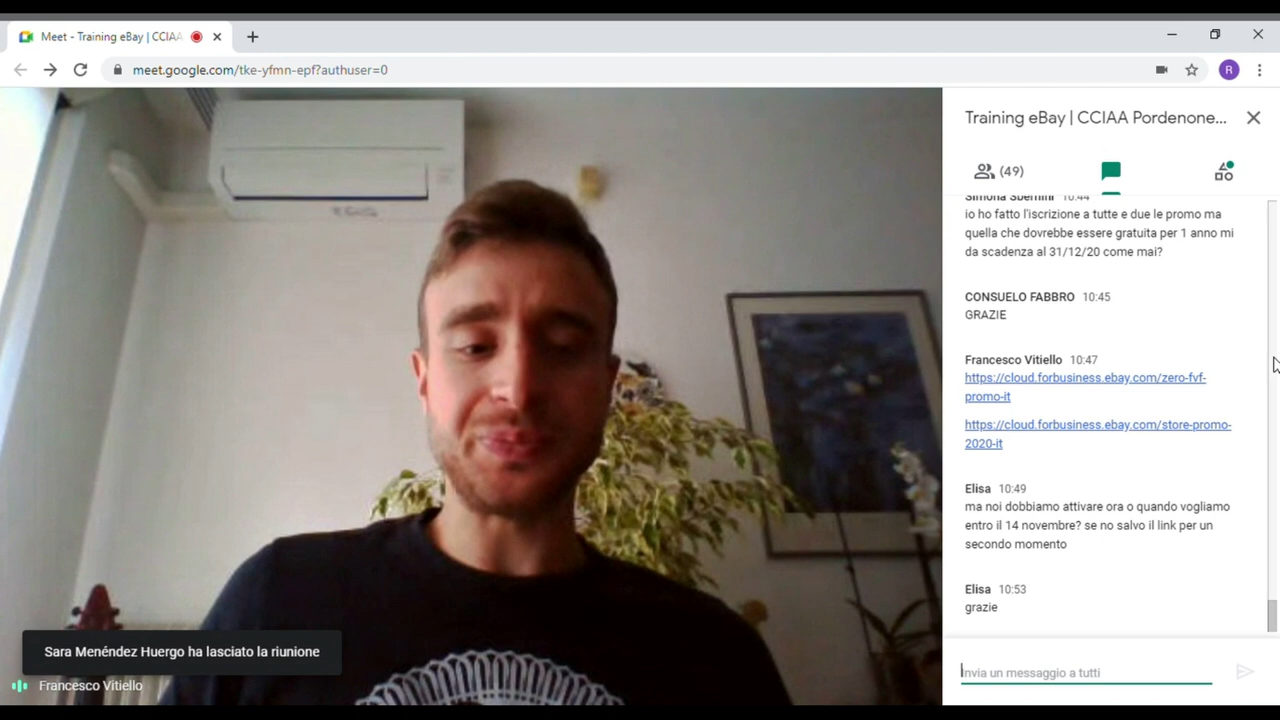 Meet - Training eBay | CCIAA
meet.google.com/tke-yfmn-epf?authuser=0
R
Training eBay | CCIAA Pordenone...
(49)
Simona Sbernini 10:44
io ho fatto l'iscrizione a tutte e due le promo ma
quella che dovrebbe essere gratuita per 1 anno mi
da scadenza al 31/12/20 come mai?
CONSUELO FABBRO 10:45
GRAZIE
Francesco Vitiello 10:47
https://cloud.forbusiness.ebay.com/zero-fvf-
promo-it
https://cloud.forbusiness.ebay.com/store-promo-
2020-it
Elisa 10:49
ma noi dobbiamo attivare ora o quando vogliamo
entro il 14 novembre? se no salvo il link per un
secondo momento
Elisa 10:53
grazie
Invia un messaggio a tutti
Sara Menéndez Huergo ha lasciato la riunione
Francesco Vitiello